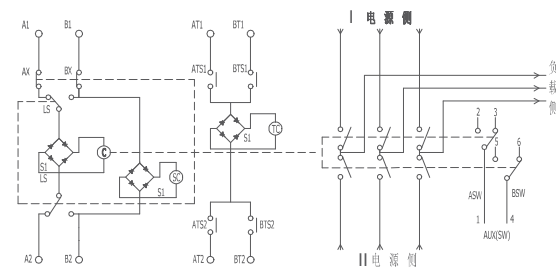 A1 B1 AT1 BT1 I 电 源 侧
AX BX ATS1 BTS1
负
载
侧
LS
S1 TC
2 3
C
S1
LS
SC
S1
5 6
ASW BSW
ATS2 BTS2
1 4
AUX(SW)
A2 B2 AT2 BT2 II 电 源 侧